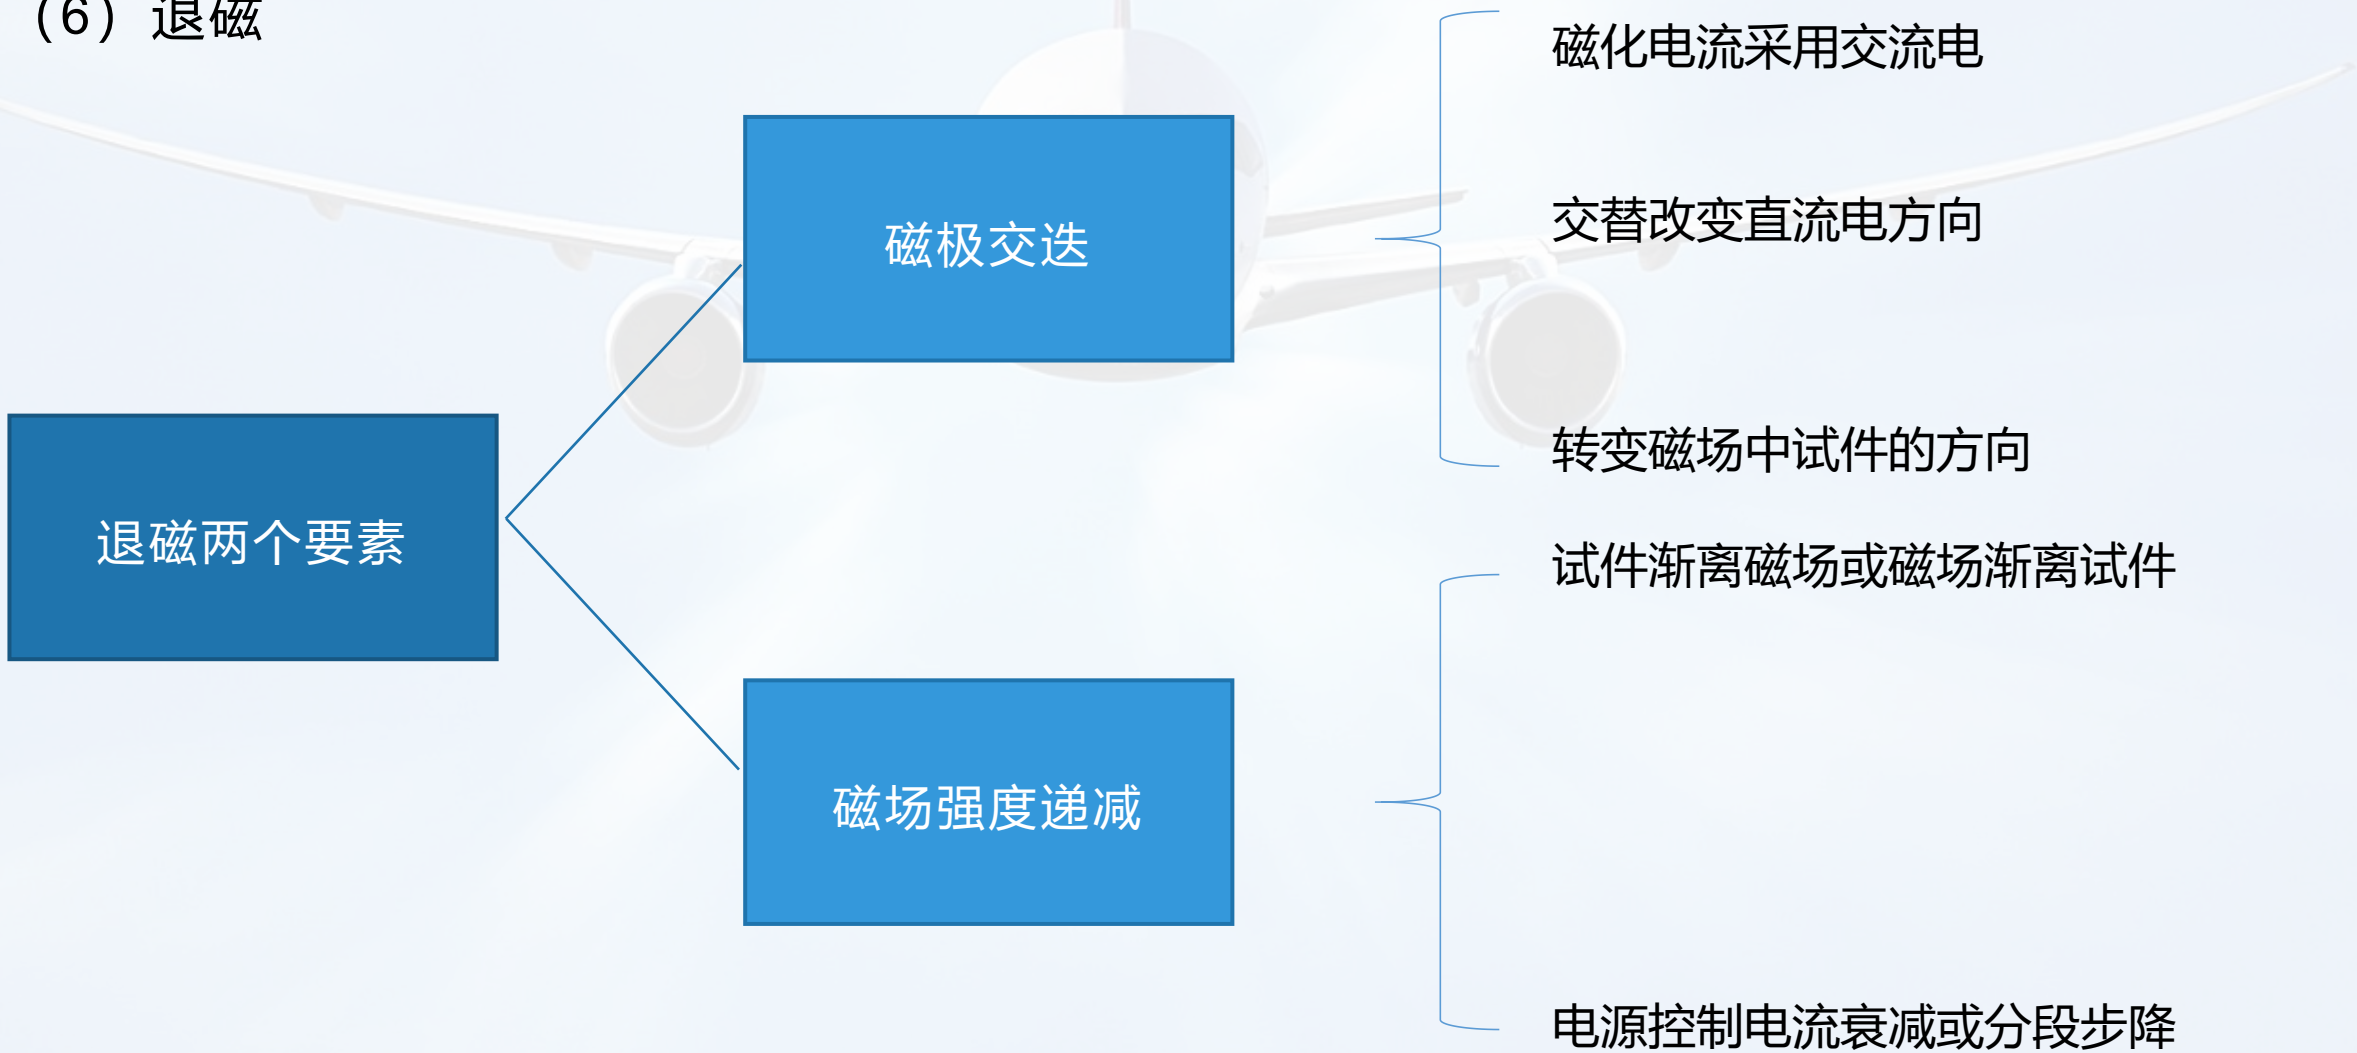 （6）退磁
磁化电流采用交流电
交替改变直流电方向
磁极交迭
转变磁场中试件的方向
退磁两个要素
试件渐离磁场或磁场渐离试件
磁场强度递减
电源控制电流衰减或分段步降